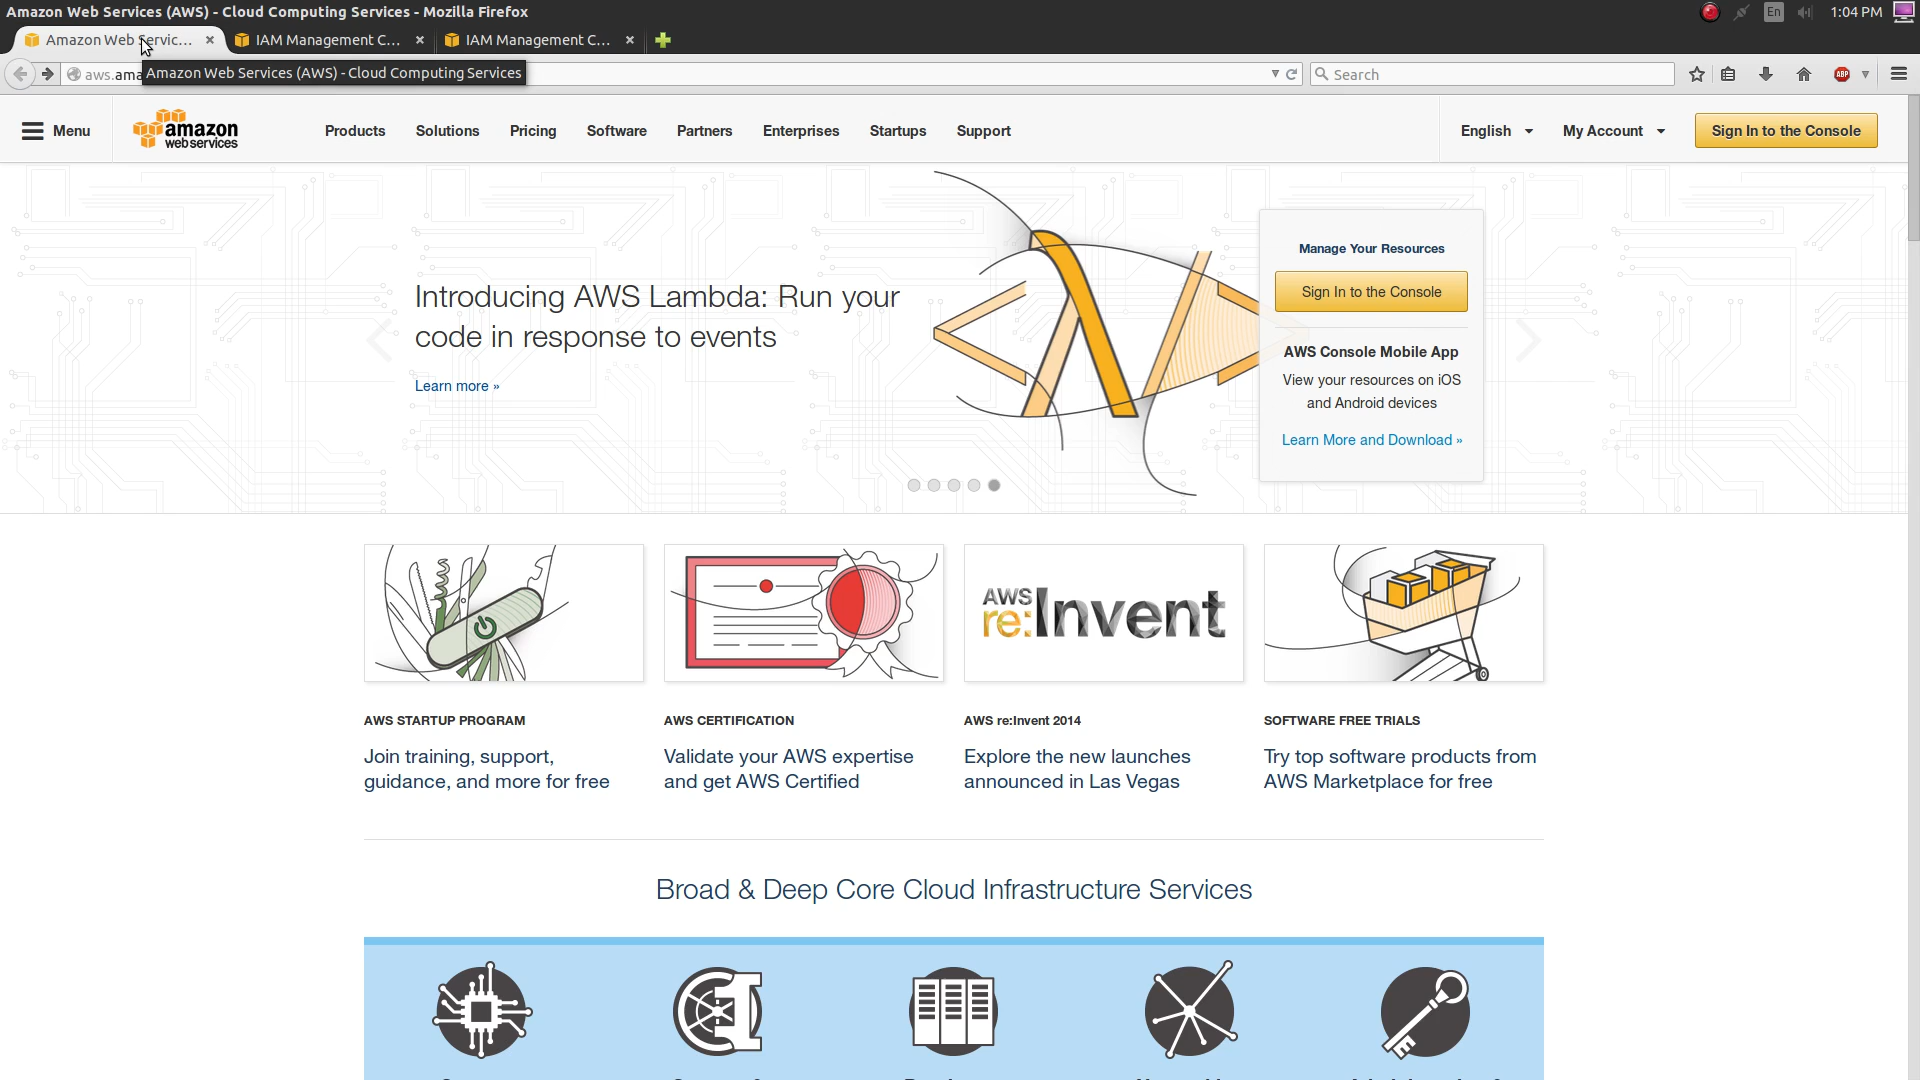 Amazon Web Services (AWS) - Cloud Computing Services - Mozilla Firefox
En
1:04 PM
Amazon Web Servic...
IAM Management C...
IAM Management C...
aws.ama
Amazon Web Services (AWS) - Cloud Computing Services
Search
ABP
Menu
amazon
webservices
Products
Solutions
Pricing
Software
Partners
Enterprises
Startups
Support
English
My Account
Sign In to the Console
Introducing AWS Lambda: Run your
code in response to events
Learn more »
Manage Your Resources
Sign In to the Console
AWS Console Mobile App
View your resources on iOS
and Android devices
Learn More and Download »
AWS
re:Invent
AWS STARTUP PROGRAM
Join training, support,
guidance, and more for free
AWS CERTIFICATION
Validate your AWS expertise
and get AWS Certified
AWS re:Invent 2014
Explore the new launches
announced in Las Vegas
SOFTWARE FREE TRIALS
Try top software products from
AWS Marketplace for free
Broad & Deep Core Cloud Infrastructure Services